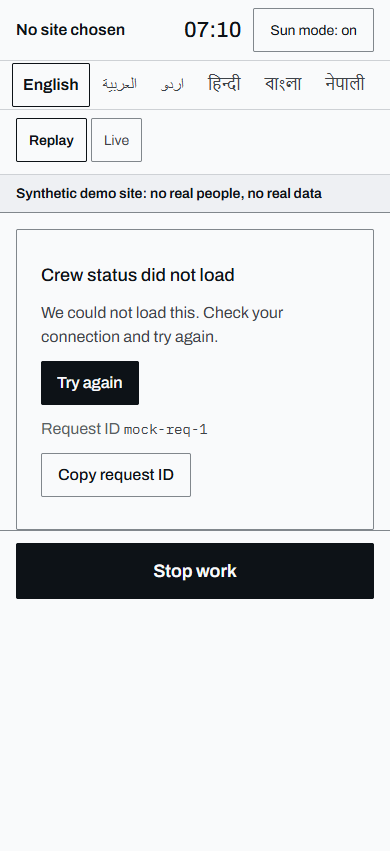 No site chosen 07:10 Sun mode: on
English العربية اردو हिन्दी বাংলা नेपाली
Replay Live
Synthetic demo site: no real people, no real data
Crew status did not load
We could not load this. Check your
connection and try again.
Try again
Request ID mock-req-1
Copy request ID
Stop work